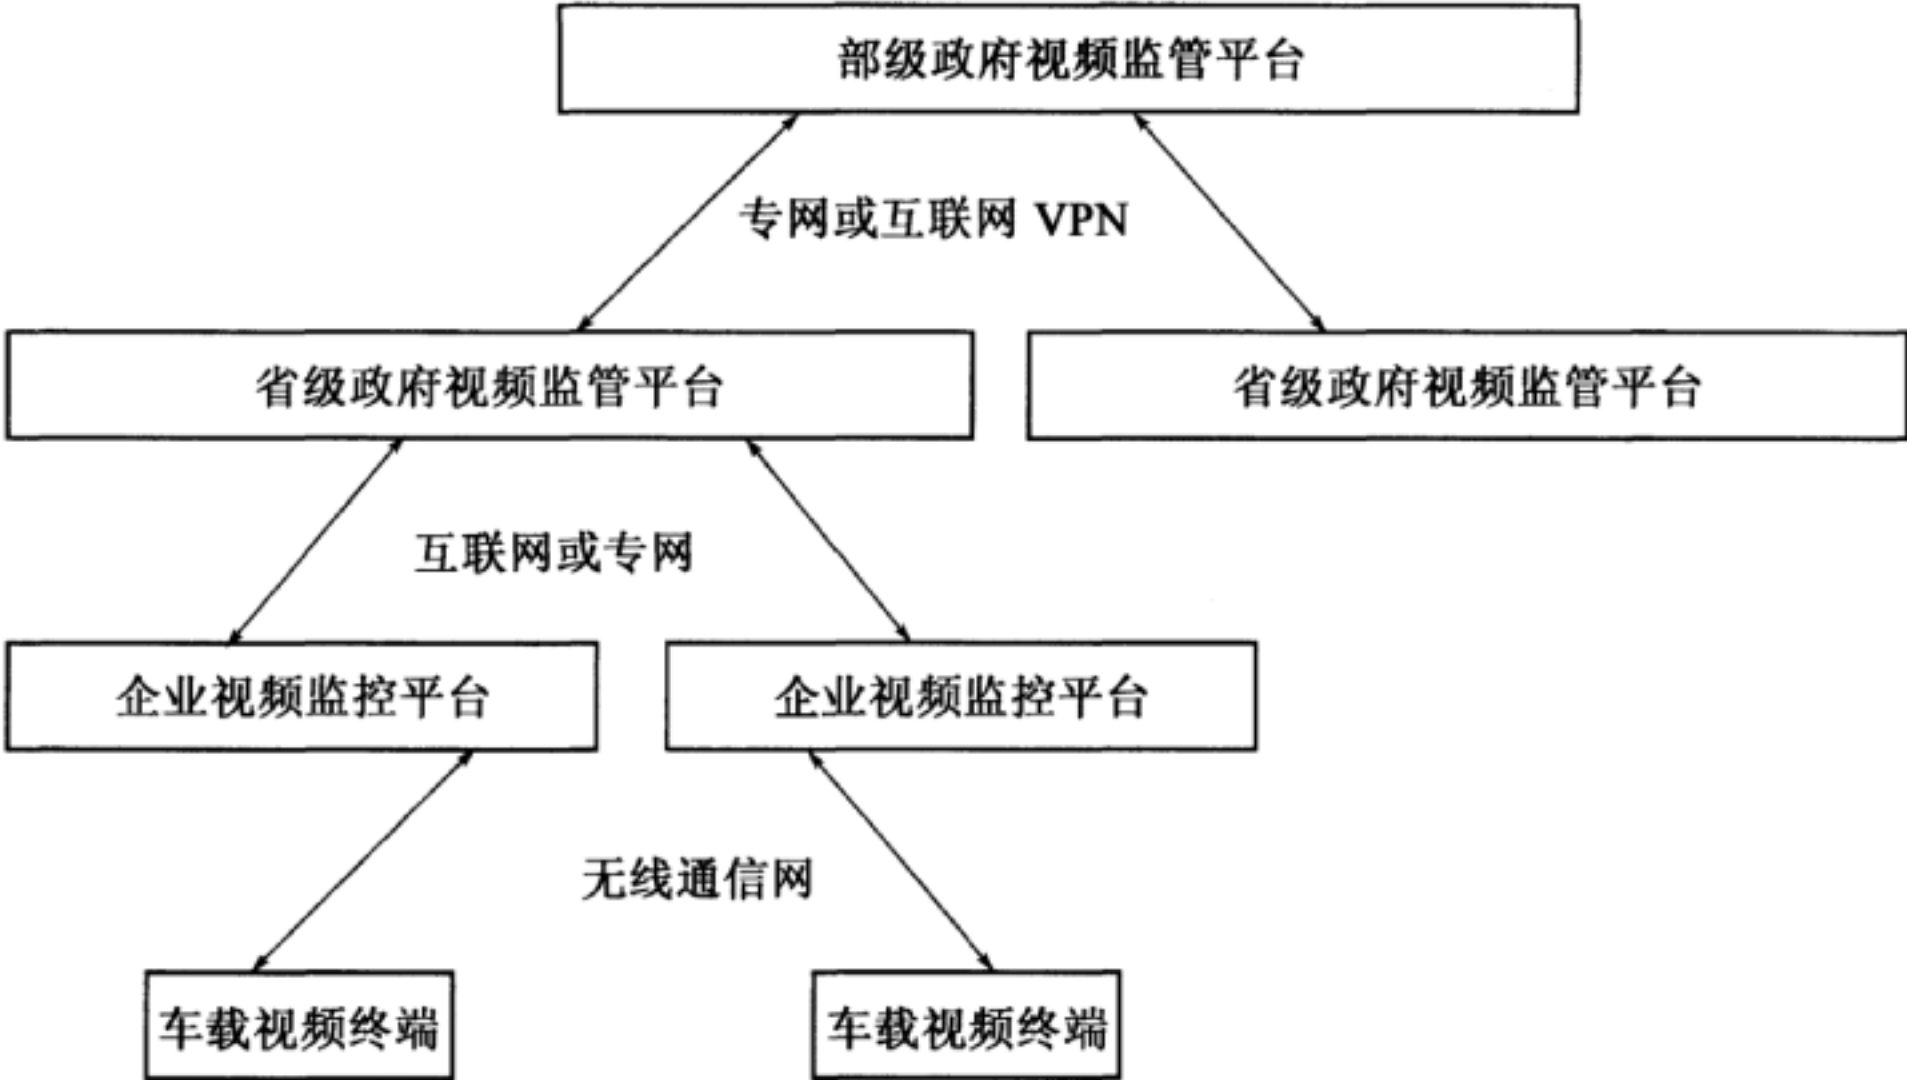 部级政府视频监管平台
专网或互联网 VPN
省级政府视频监管平台
省级政府视频监管平台
互联网或专网
企业视频监控平台
企业视频监控平台
无线通信网
车载视频终端
车载视频终端